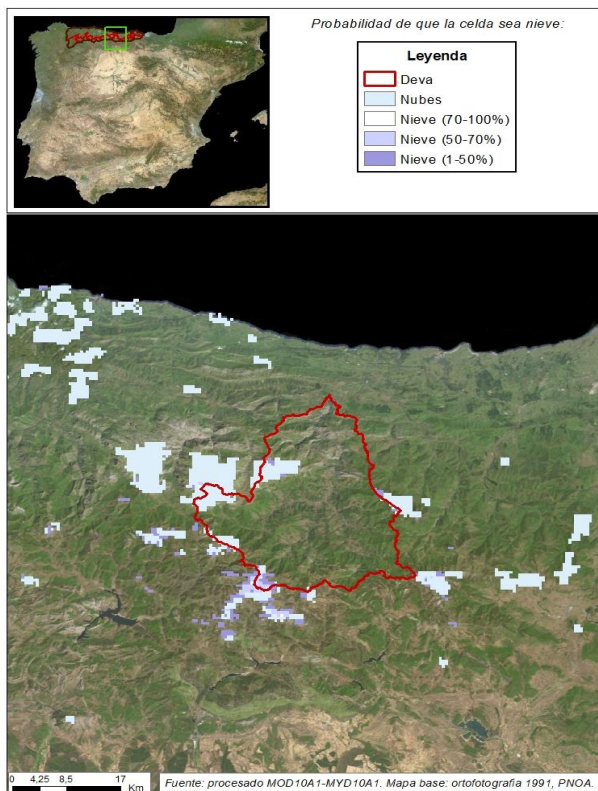 Probabilidad de que la celda sea nieve:
Leyenda
Deva
Nubes
Nieve (70-100%)
Nieve (50-70%)
Nieve (1-50%)
0 4,25 8,5 17
Km
Fuente: procesado MOD10A1-MYD10A1. Mapa base: ortofotografia 1991, PNOA.